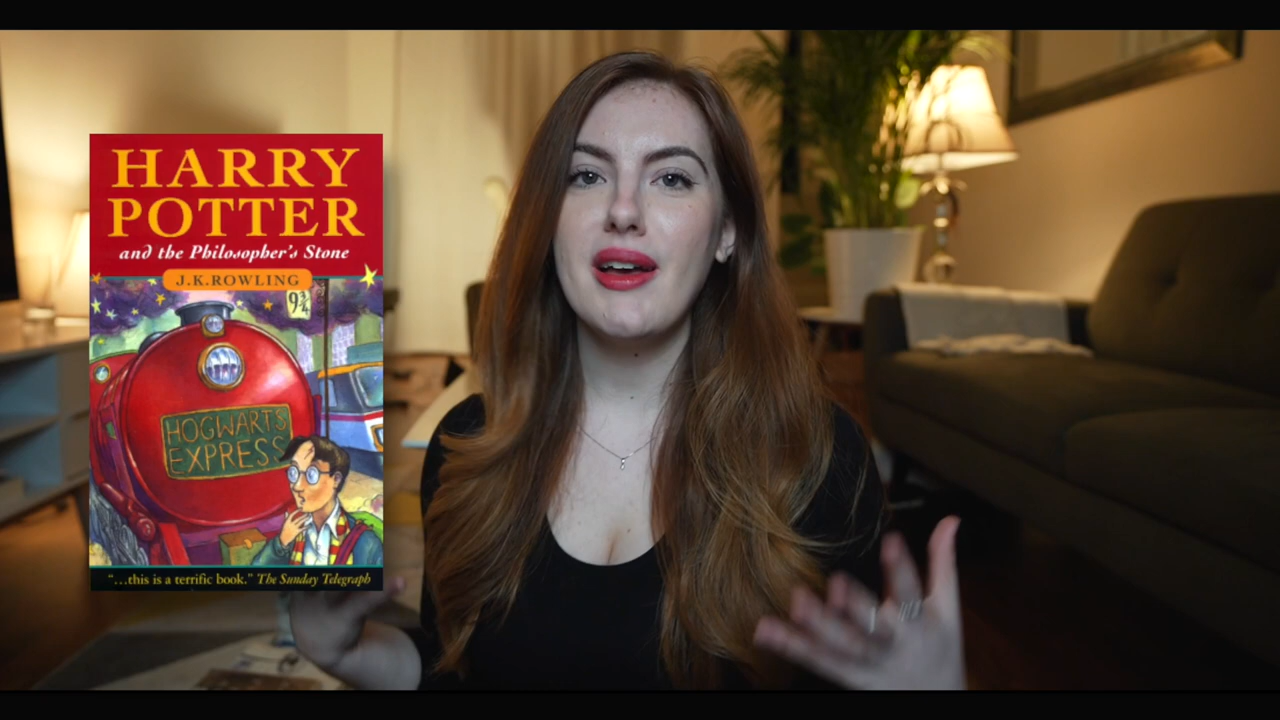 HARRY
POTTER
and the Philosopher's Stone
J.K.ROWLING
9¾
HOGWARTS
EXPRESS
"...this is a terrific book." The Sunday Telegraph